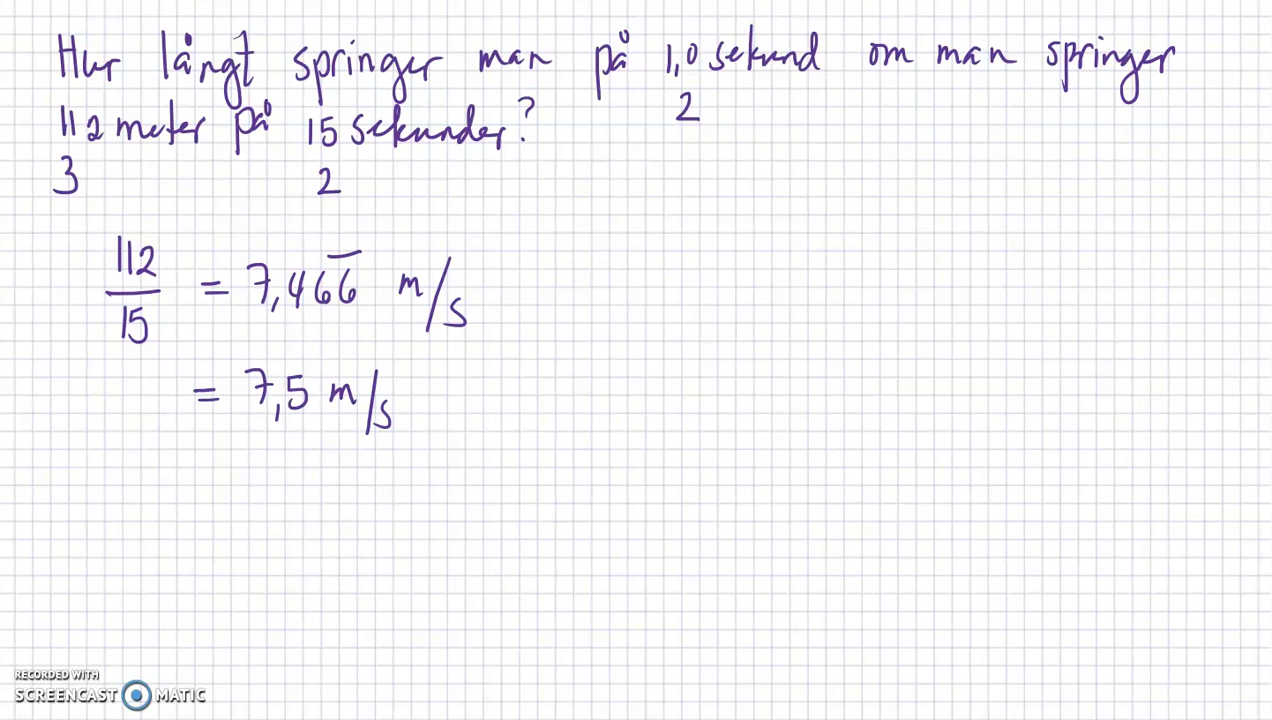 Hur långt springer man på 1,0 sekund om man springer
2
112 meter på 15 sekunder?
3 2
112
15
= 7,466̅ m/s
= 7,5 m/s
RECORDED WITH
SCREENCAST MATIC